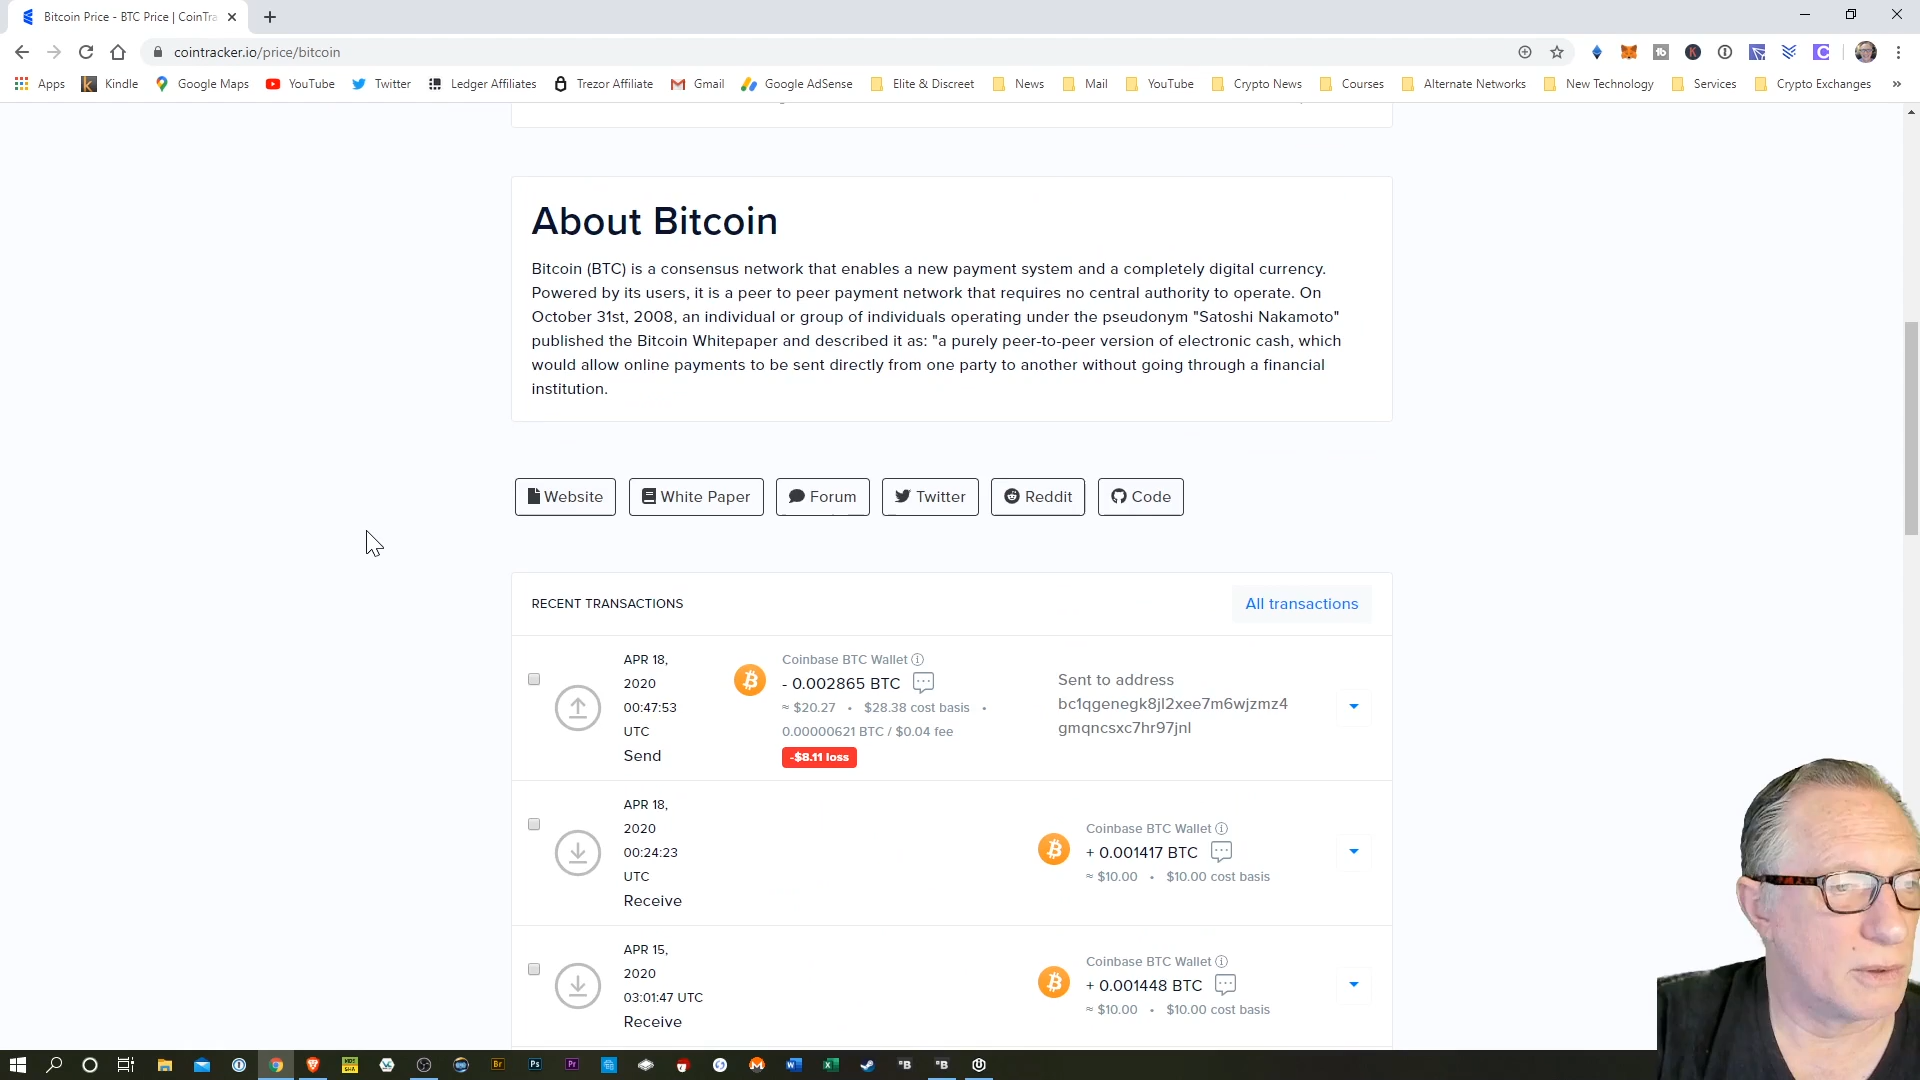 Bitcoin Price - BTC Price | CoinTra
cointracker.io/price/bitcoin
Apps Kindle Google Maps YouTube Twitter Ledger Affiliates Trezor Affiliate Gmail Google AdSense Elite & Discreet News Mail YouTube Crypto News Courses Alternate Networks New Technology Services Crypto Exchanges »
About Bitcoin
Bitcoin (BTC) is a consensus network that enables a new payment system and a completely digital currency.
Powered by its users, it is a peer to peer payment network that requires no central authority to operate. On
October 31st, 2008, an individual or group of individuals operating under the pseudonym "Satoshi Nakamoto"
published the Bitcoin Whitepaper and described it as: "a purely peer-to-peer version of electronic cash, which
would allow online payments to be sent directly from one party to another without going through a financial
institution.
Website White Paper Forum Twitter Reddit Code
RECENT TRANSACTIONS All transactions
APR 18,
2020
00:47:53
UTC
Send
Coinbase BTC Wallet
- 0.002865 BTC
≈ $20.27 • $28.38 cost basis •
0.00000621 BTC / $0.04 fee
-$8.11 loss
Sent to address
bc1qgenegk8jl2xee7m6wjzmz4
gmqncsxc7hr97jnl
APR 18,
2020
00:24:23
UTC
Receive
Coinbase BTC Wallet
+ 0.001417 BTC
≈ $10.00 • $10.00 cost basis
APR 15,
2020
03:01:47 UTC
Receive
Coinbase BTC Wallet
+ 0.001448 BTC
≈ $10.00 • $10.00 cost basis